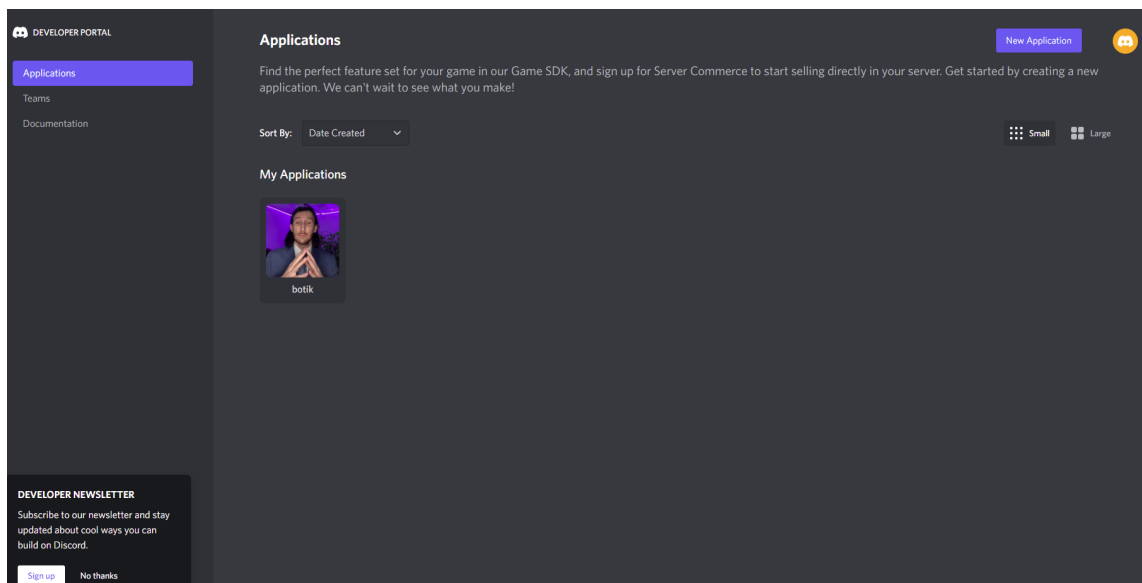 DEVELOPER PORTAL
Applications
Teams
Documentation
Applications
New Application
Find the perfect feature set for your game in our Game SDK, and sign up for Server Commerce to start selling directly in your server. Get started by creating a new
application. We can't wait to see what you make!
Sort By: Date Created
Small Large
My Applications
botik
DEVELOPER NEWSLETTER
Subscribe to our newsletter and stay
updated about cool ways you can
build on Discord.
Sign up No thanks